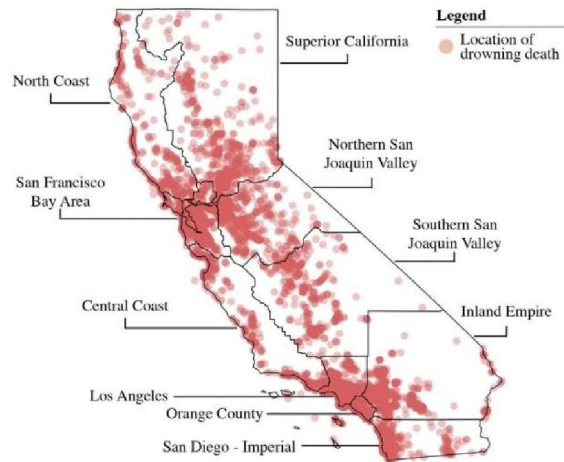 Legend
Location of
drowning death
Superior California
North Coast
Northern San
Joaquin Valley
San Francisco
Bay Area
Southern San
Joaquin Valley
Central Coast
Inland Empire
Los Angeles
Orange County
San Diego - Imperial